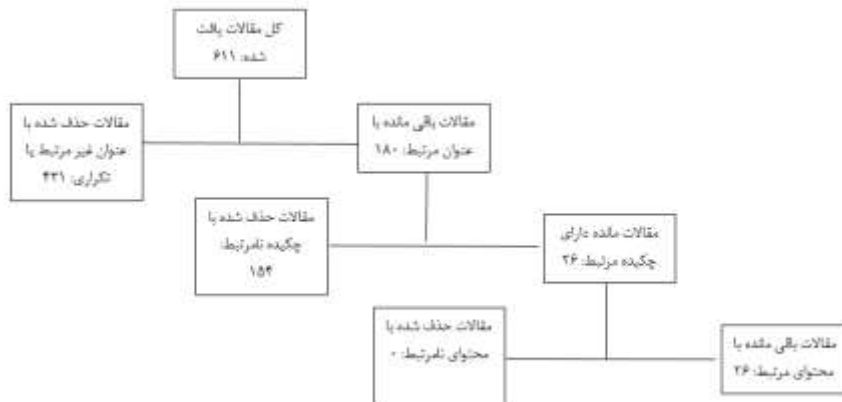 کل مقالات یافت
شده: ۶۱۱
مقالات حذف شده با
عنوان غیر مرتبط یا
تکراری: ۴۳۱
مقالات باقی مانده با
عنوان مرتبط: ۱۸۰
مقالات حذف شده با
چکیده نامرتبط:
۱۵۴
مقالات مانده دارای
چکیده مرتبط: ۲۶
مقالات حذف شده با
محتوای نامرتبط: ۰
مقالات باقی مانده با
محتوای مرتبط: ۲۶